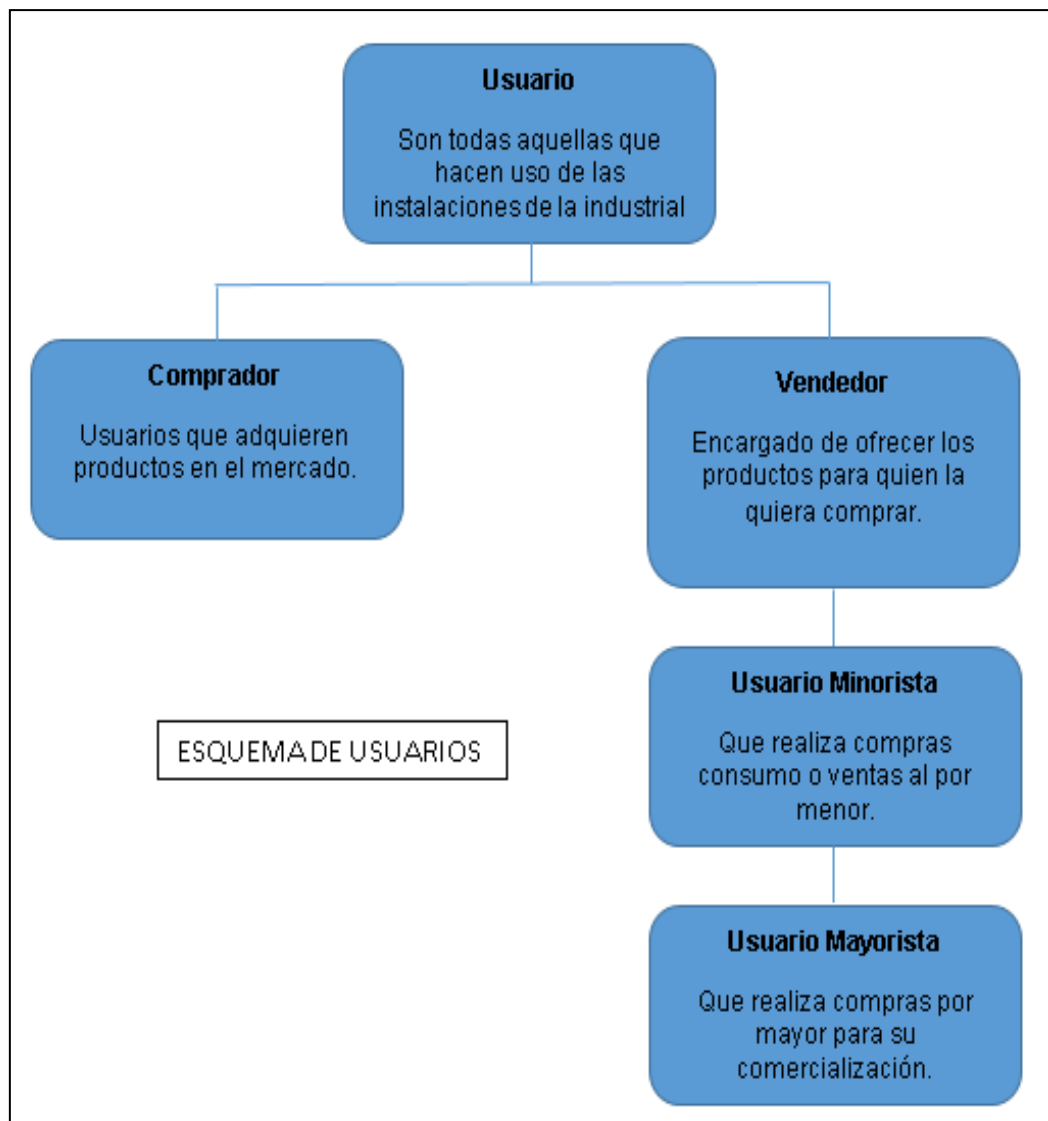 Usuario
Son todas aquellas que
hacen uso de las
instalaciones de la industrial
Comprador
Usuarios que adquieren
productos en el mercado.
Vendedor
Encargado de ofrecer los
productos para quien la
quiera comprar.
Usuario Minorista
Que realiza compras
consumo o ventas al por
menor.
ESQUEMA DE USUARIOS
Usuario Mayorista
Que realiza compras por
mayor para su
comercialización.